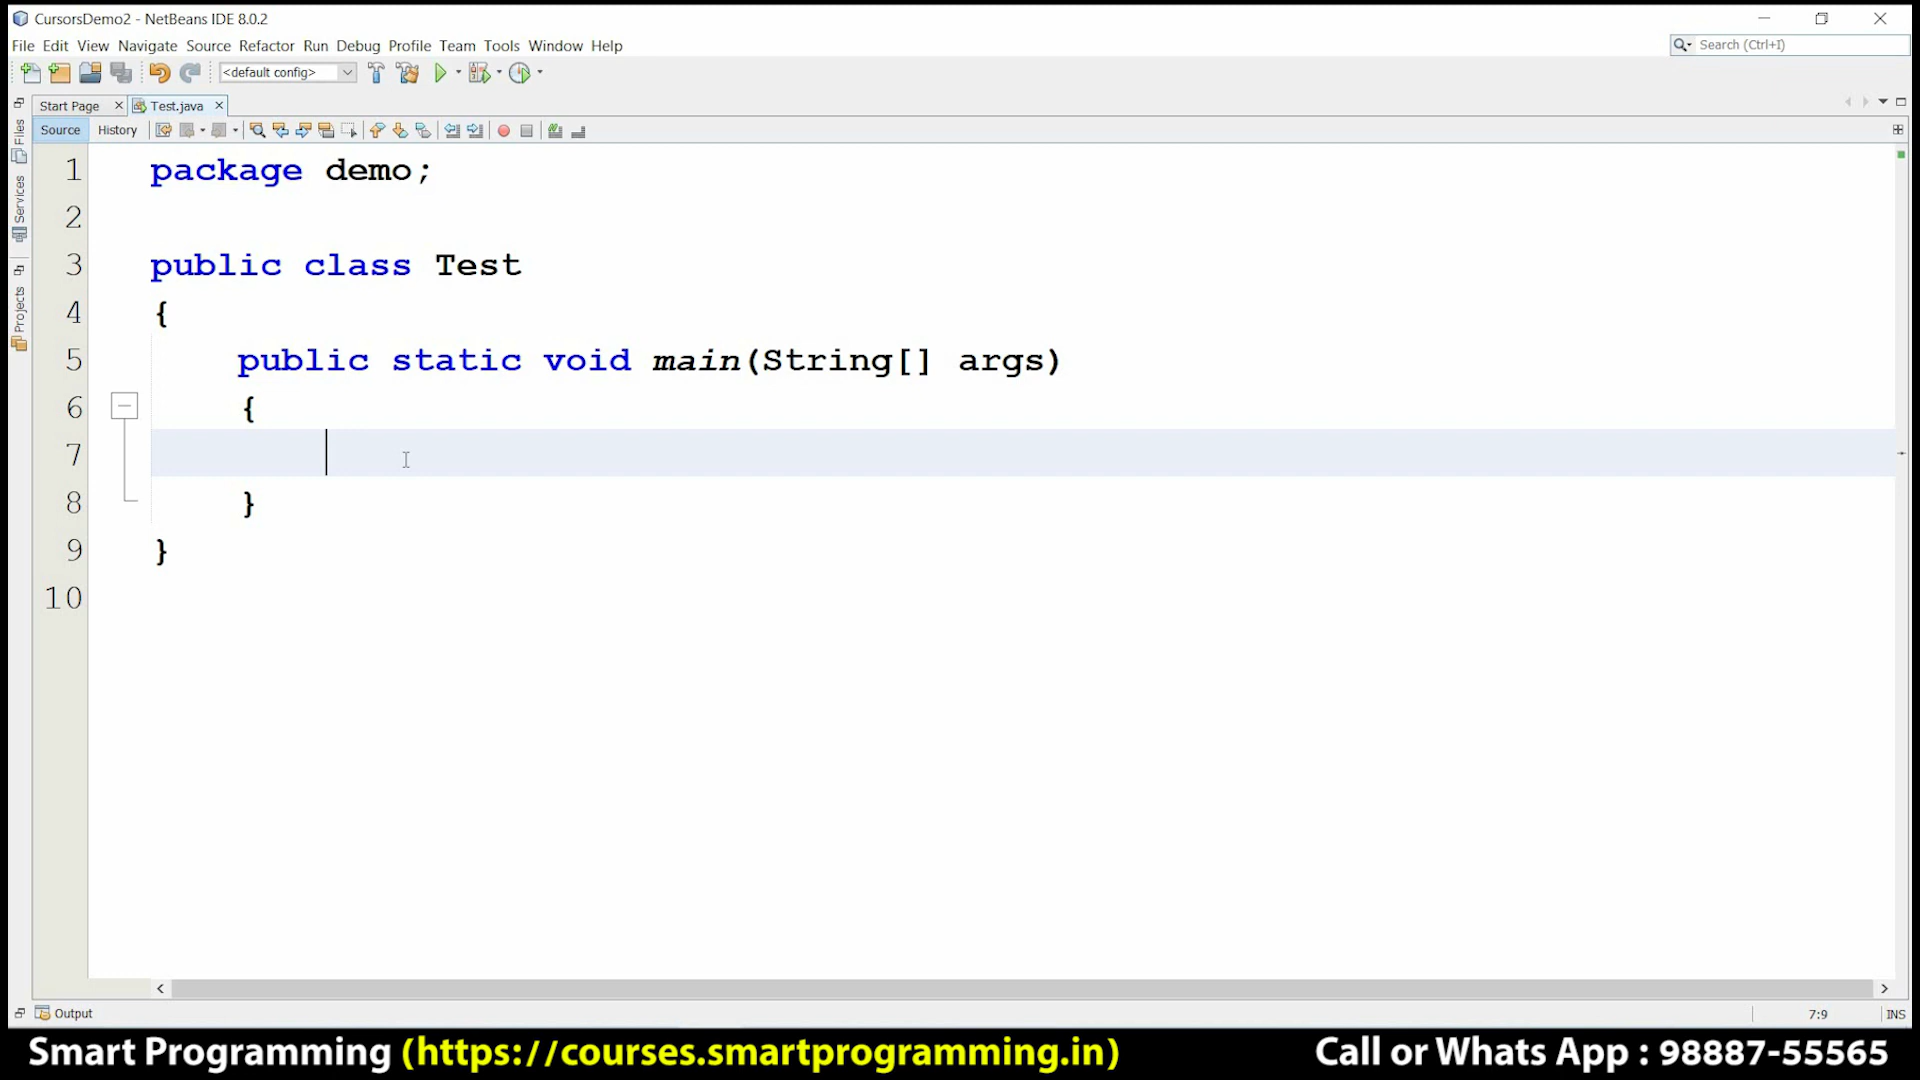 CursorsDemo2 - NetBeans IDE 8.0.2
File Edit View Navigate Source Refactor Run Debug Profile Team Tools Window Help
Search (Ctrl+I)
<default config>
Start Page Test.java
Source History
Files
Services
Projects
1 package demo;
2
3 public class Test
4 {
5 public static void main(String[] args)
6 {
7
8 }
9 }
10
Output
7:9 INS
Smart Programming (https://courses.smartprogramming.in) Call or Whats App : 98887-55565